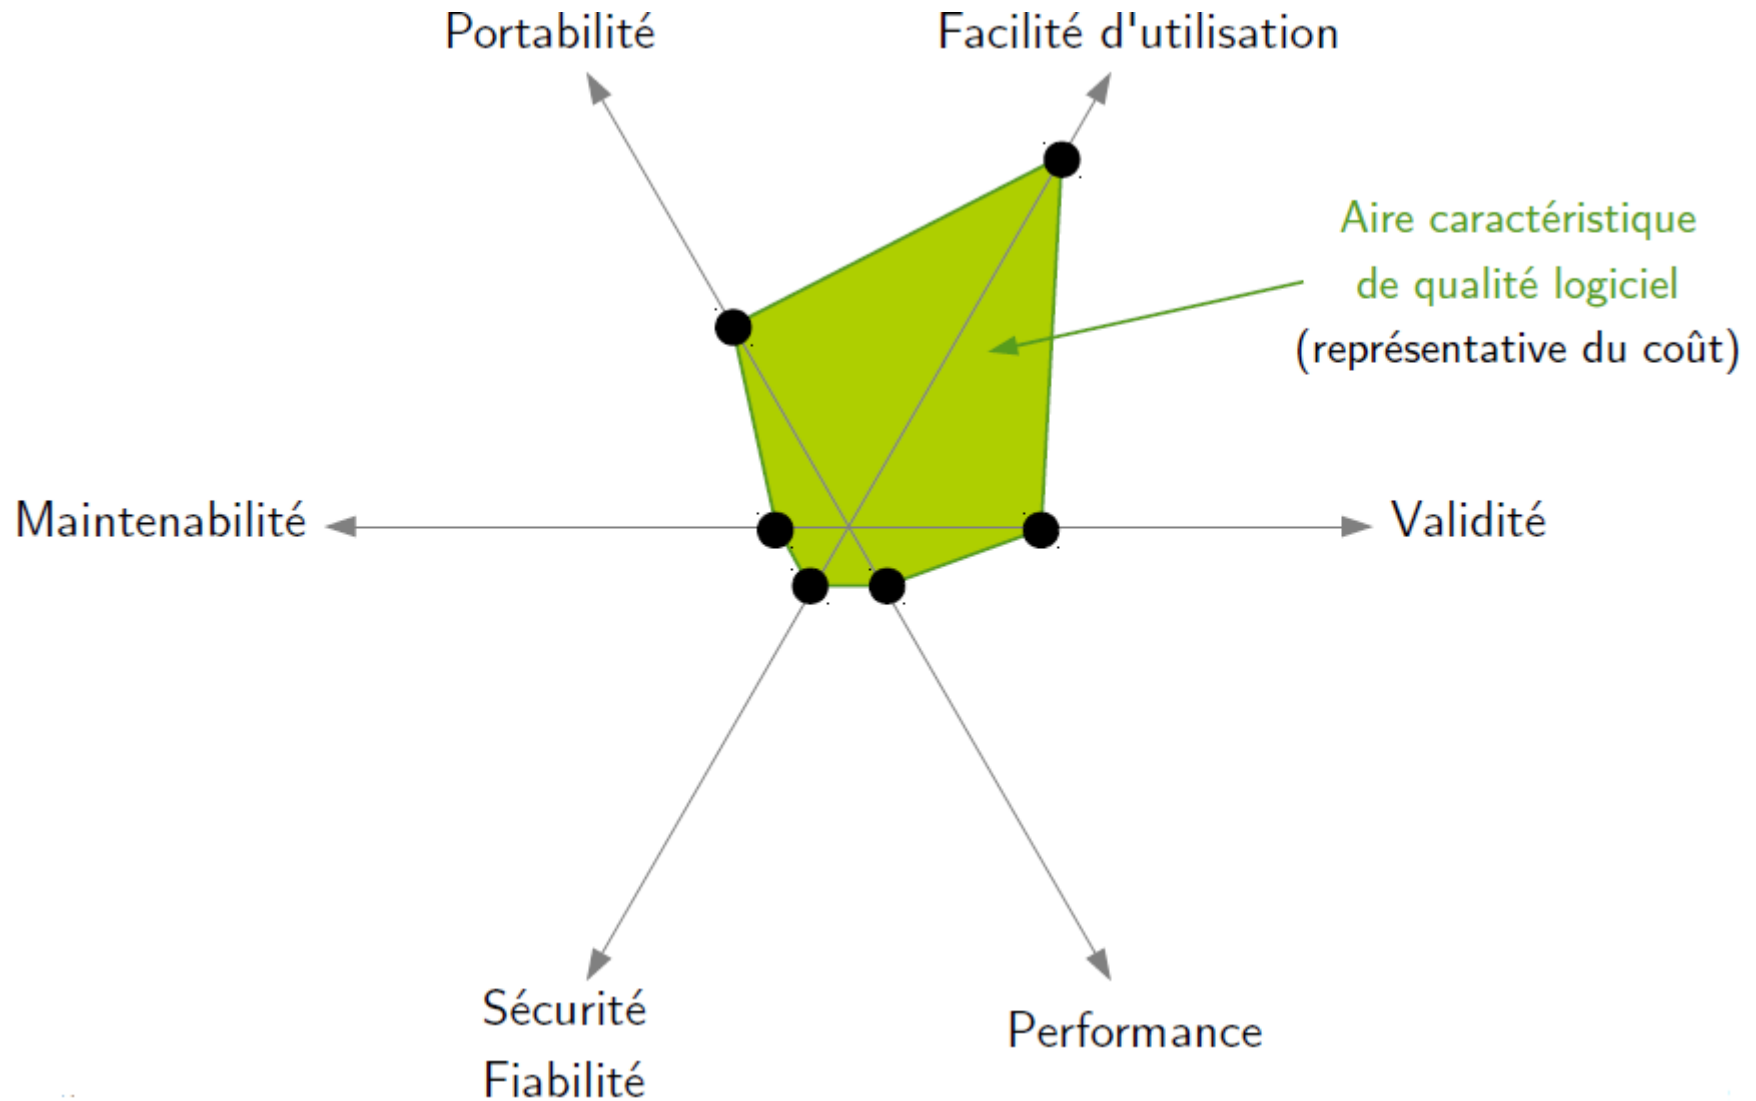 Portabilité
Facilité d'utilisation
Aire caractéristique
de qualité logiciel
(représentative du coût)
Maintenabilité
Validité
Sécurité
Fiabilité
Performance